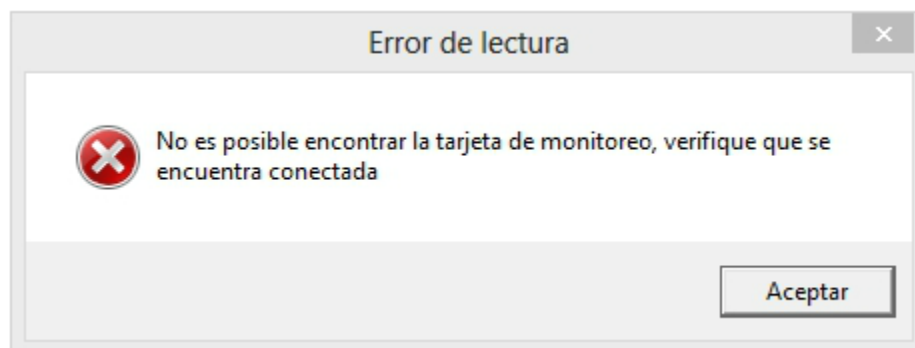 Error de lectura
No es posible encontrar la tarjeta de monitoreo, verifique que se
encuentra conectada
Aceptar